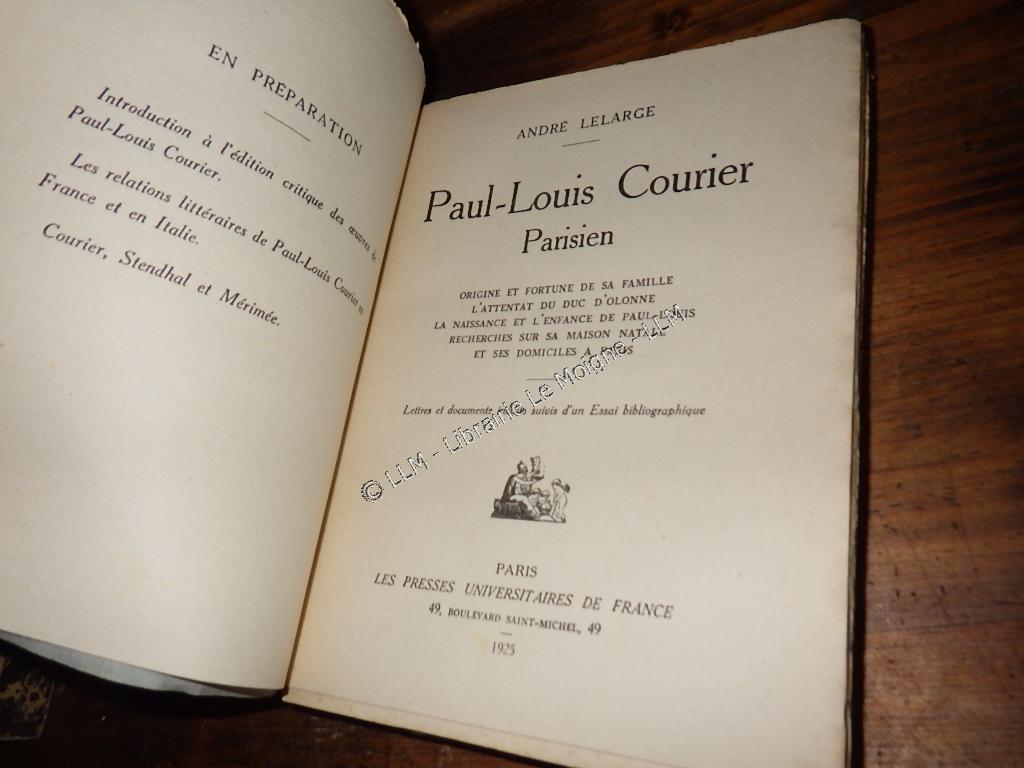 EN PRÉPARATION
Introduction à l'édition critique des œuvres de
Paul-Louis Courier.
Les relations littéraires de Paul-Louis Courier en
France et en Italie.
Courier, Stendhal et Mérimée.
ANDRÉ LELARGE
Paul-Louis Courier
Parisien
ORIGINE ET FORTUNE DE SA FAMILLE
L'ATTENTAT DU DUC D'OLONNE
LA NAISSANCE ET L'ENFANCE DE PAUL-LOUIS
RECHERCHES SUR SA MAISON NATALE
ET SES DOMICILES A PARIS
Lettres et documents suivis d'un Essai bibliographique
© LLM - Librairie Le Moigne - LLM
PARIS
LES PRESSES UNIVERSITAIRES DE FRANCE
49, BOULEVARD SAINT-MICHEL, 49
1925